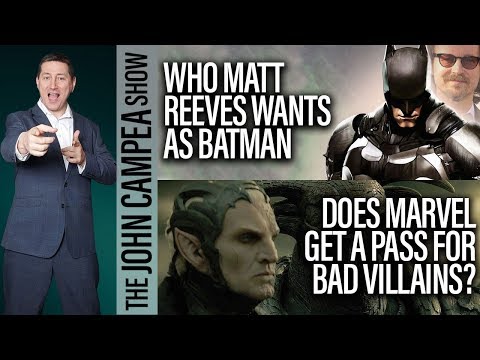 THE JOHN CAMPEA SHOW
WHO MATT
REEVES WANTS
AS BATMAN
DOES MARVEL
GET A PASS FOR
BAD VILLAINS?